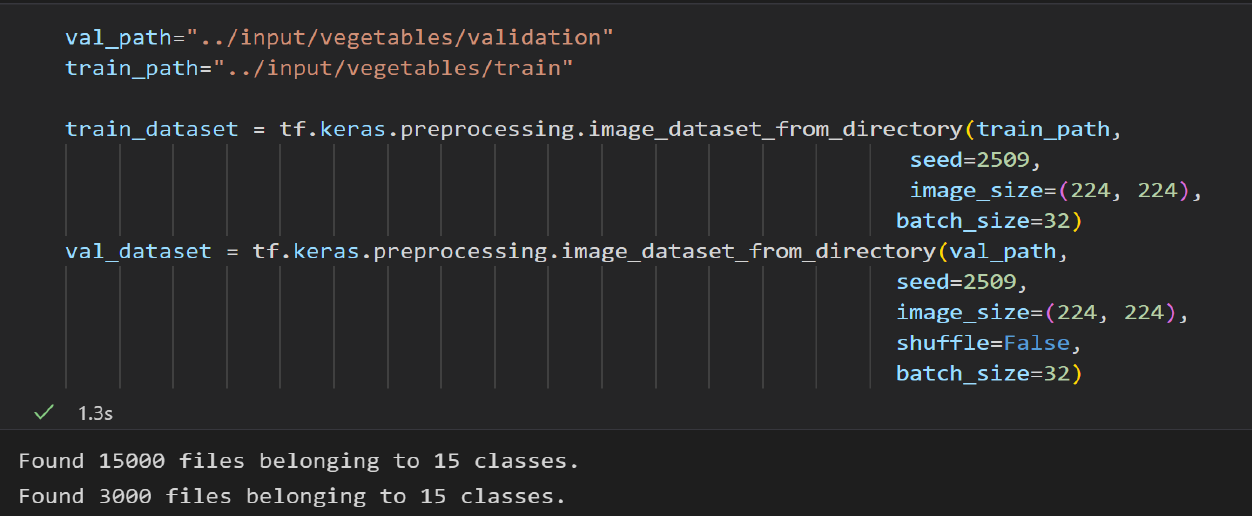 val_path="../input/vegetables/validation"
train_path="../input/vegetables/train"
train_dataset = tf.keras.preprocessing.image_dataset_from_directory(train_path,
seed=2509,
image_size=(224, 224),
batch_size=32)
val_dataset = tf.keras.preprocessing.image_dataset_from_directory(val_path,
seed=2509,
image_size=(224, 224),
shuffle=False,
batch_size=32)
1.3s
Found 15000 files belonging to 15 classes.
Found 3000 files belonging to 15 classes.